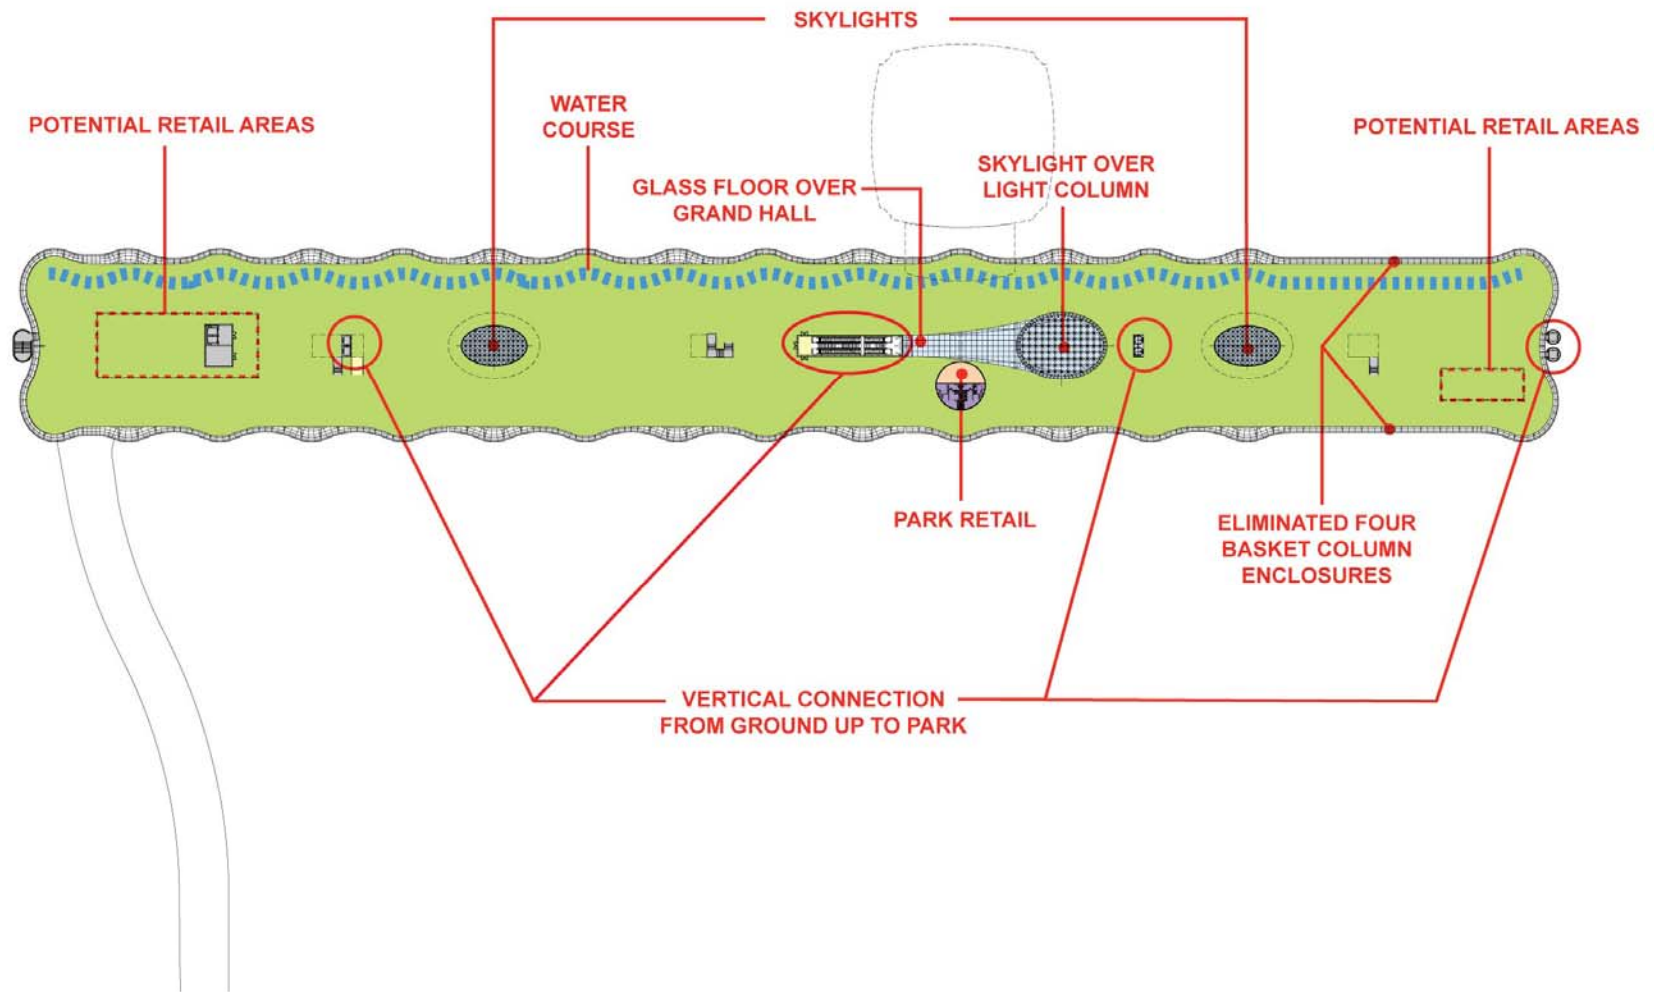 SKYLIGHTS
POTENTIAL RETAIL AREAS
WATER
COURSE
GLASS FLOOR OVER
GRAND HALL
SKYLIGHT OVER
LIGHT COLUMN
POTENTIAL RETAIL AREAS
PARK RETAIL
ELIMINATED FOUR
BASKET COLUMN
ENCLOSURES
VERTICAL CONNECTION
FROM GROUND UP TO PARK